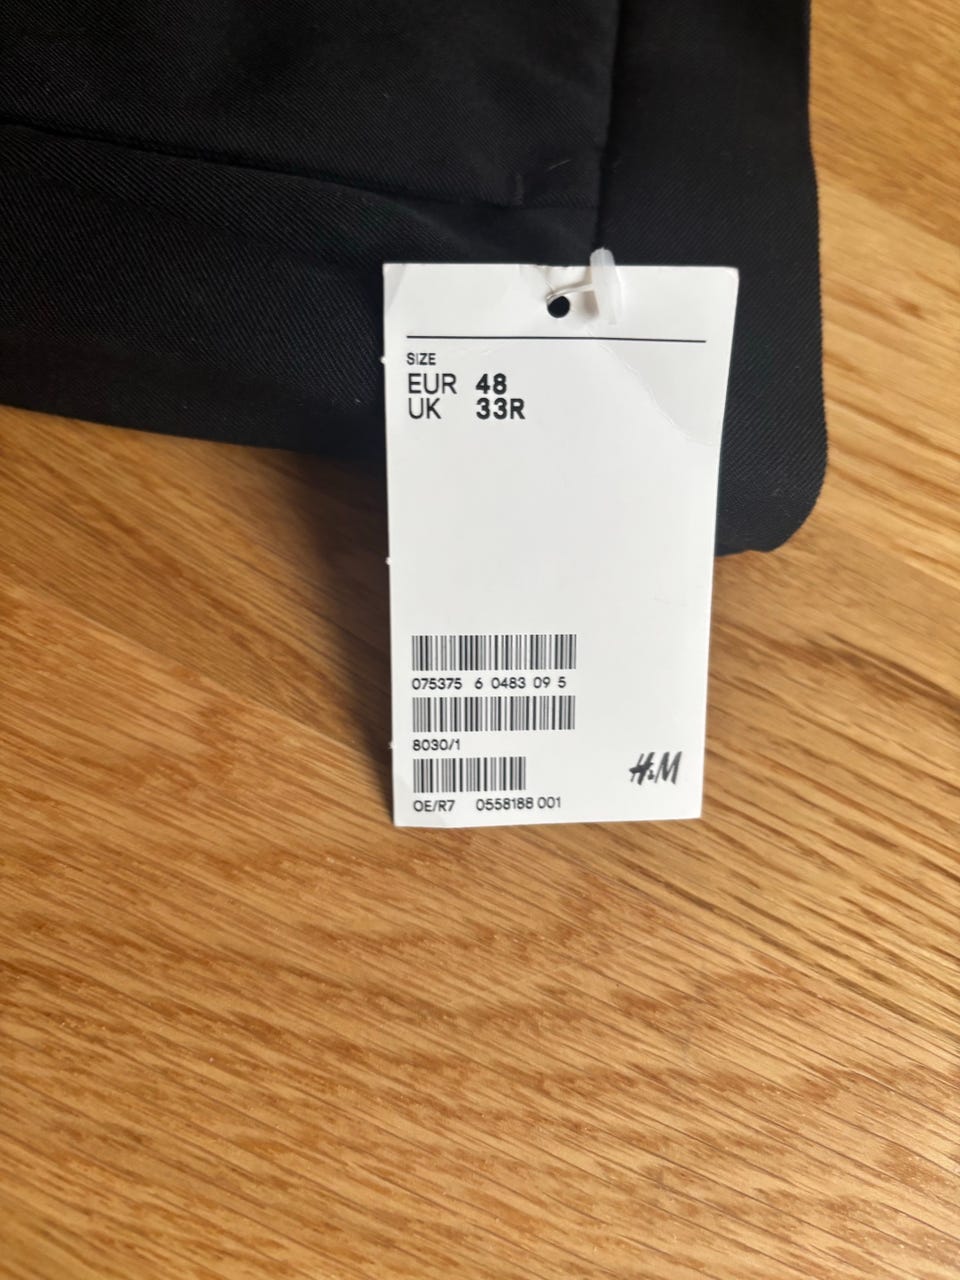 SIZE
EUR 48
UK 33R
075375 6 0483 09 5
8030/1
H&M
OE/R7 0558188 001